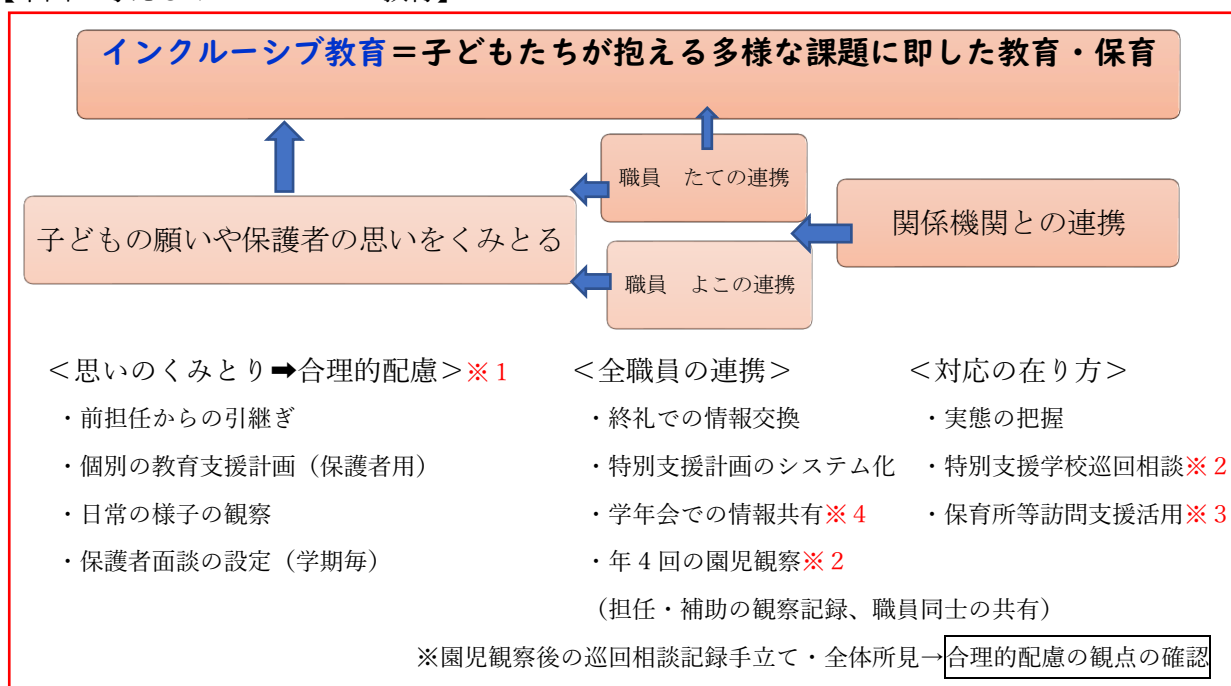 インクルーシブ教育＝子どもたちが抱える多様な課題に即した教育・保育
職員　たての連携
関係機関との連携
子どもの願いや保護者の思いをくみとる
職員　よこの連携
＜思いのくみとり➡合理的配慮＞※１
・前担任からの引継ぎ
・個別の教育支援計画（保護者用）
・日常の様子の観察
・保護者面談の設定（学期毎）
＜全職員の連携＞
・終礼での情報交換
・特別支援計画のシステム化
・学年会での情報共有※４
・年４回の園児観察※２
（担任・補助の観察記録、職員同士の共有）
＜対応の在り方＞
・実態の把握
・特別支援学校巡回相談※２
・保育所等訪問支援活用※３
※園児観察後の巡回相談記録手立て・全体所見→合理的配慮の観点の確認